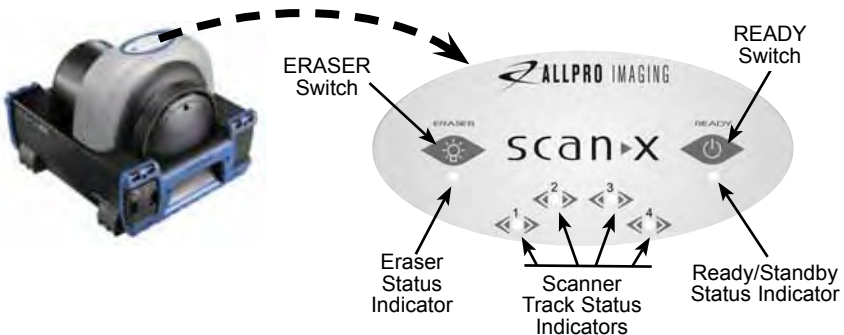 ERASER
Switch
READY
Switch
ALLPRO IMAGING
ERASER
READY
scan x
1
2
3
4
Eraser
Status
Indicator
Scanner
Track Status
Indicators
Ready/Standby
Status Indicator